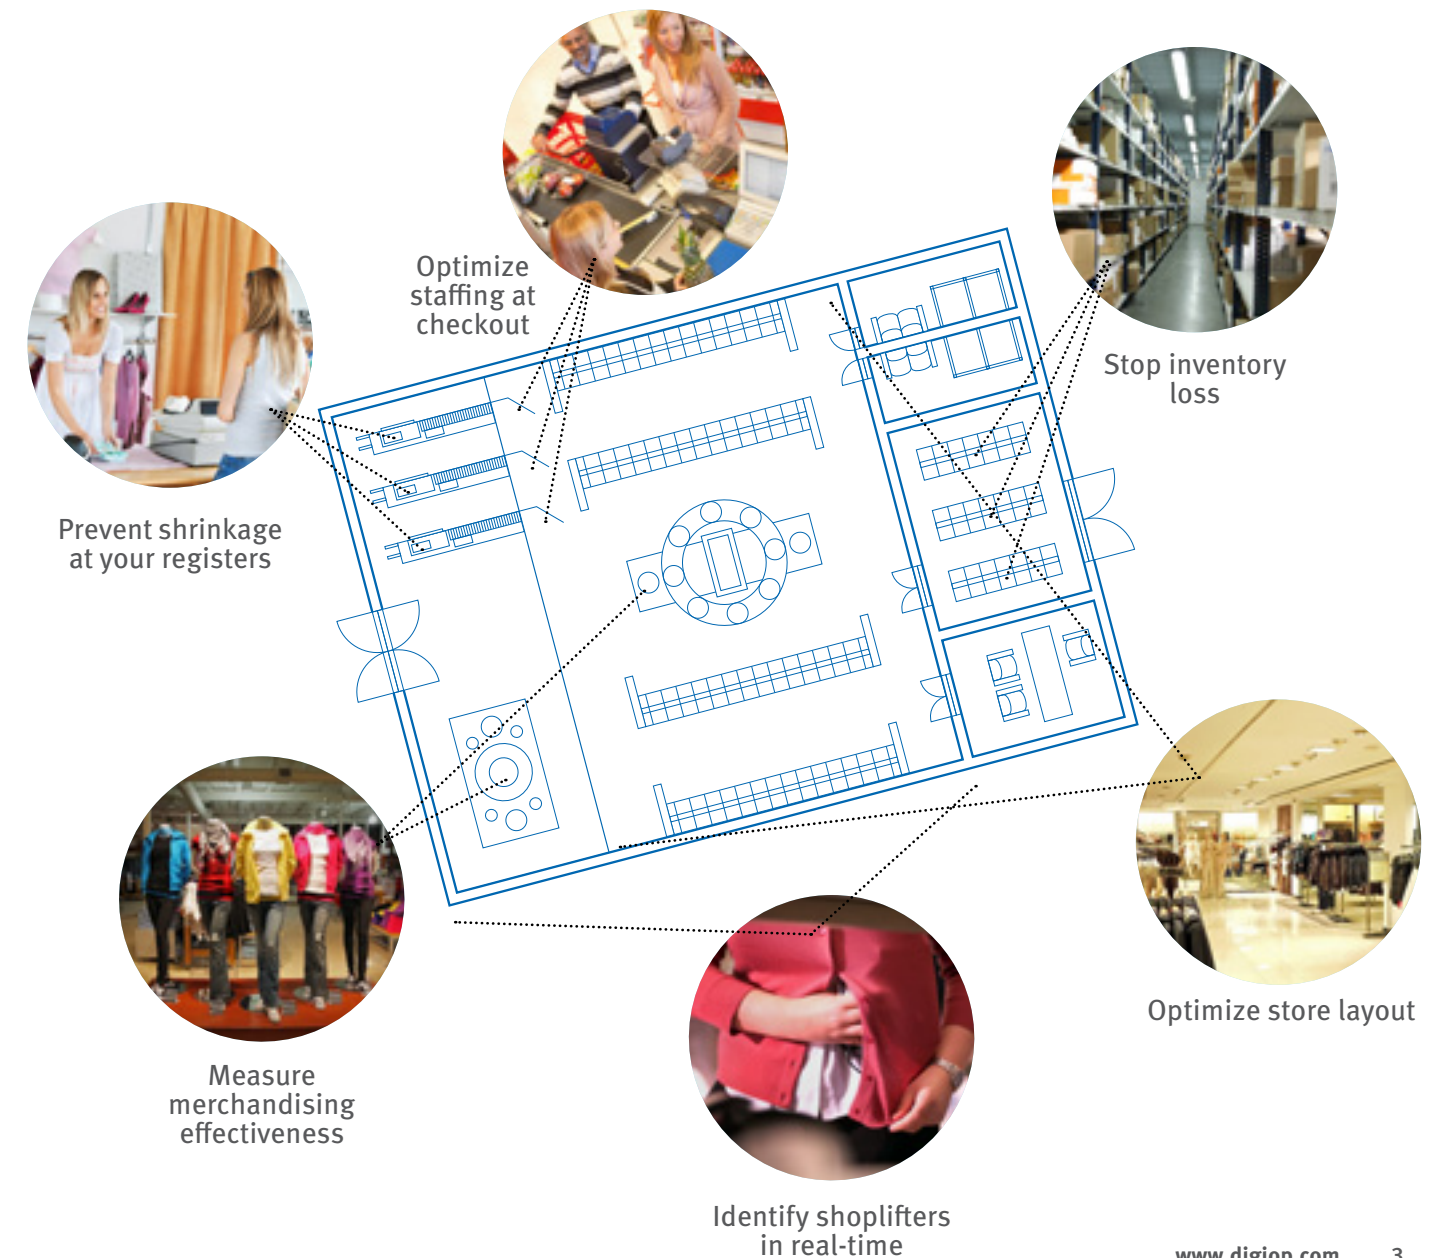 Optimize
staffing at
checkout
Stop inventory
loss
Prevent shrinkage
at your registers
Optimize store layout
Measure
merchandising
effectiveness
Identify shoplifters
in real-time
www.digiop.com 3